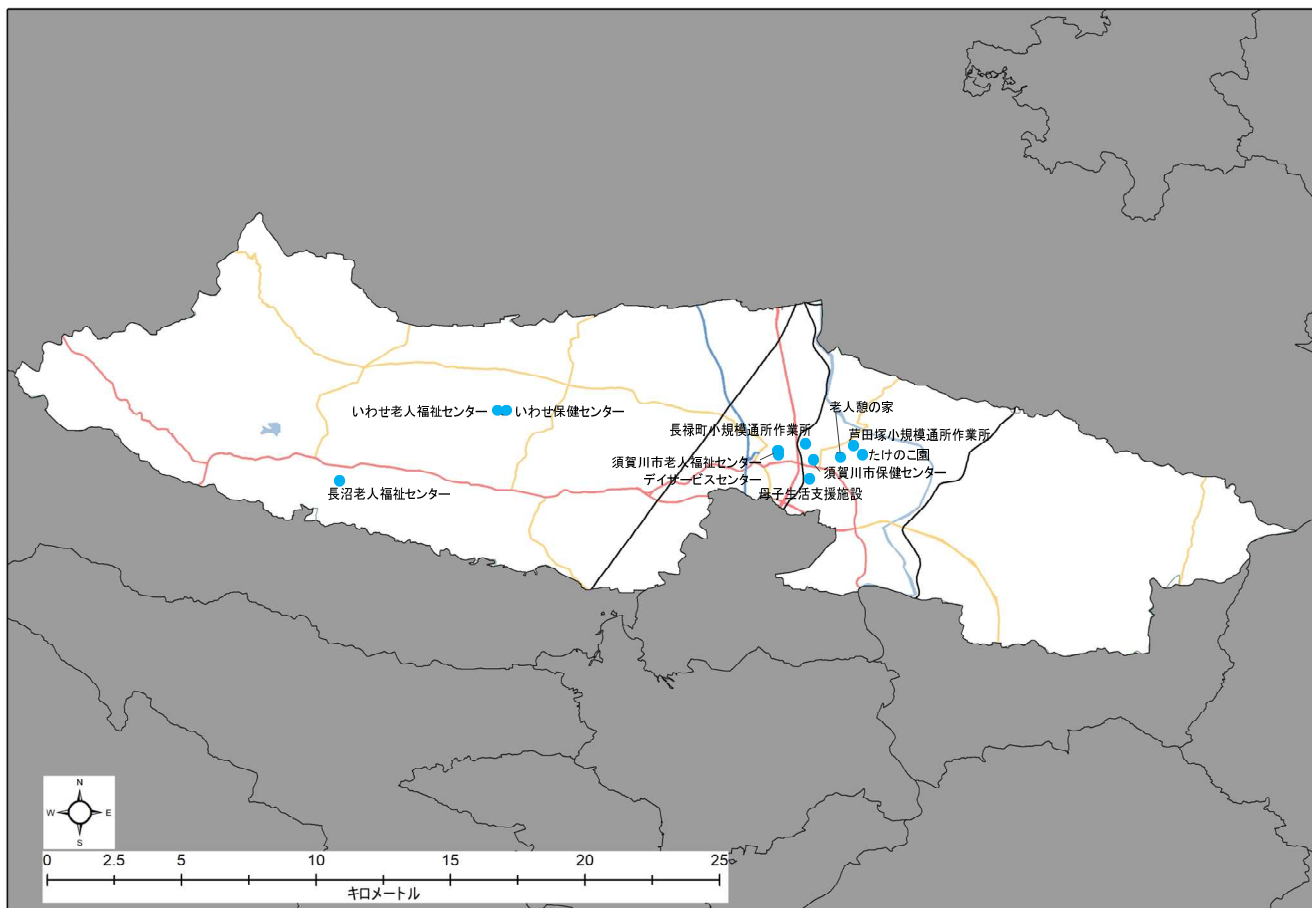 老人憩の家
いわせ老人福祉センター
いわせ保健センター
長禄町小規模通所作業所
芦田塚小規模通所作業所
須賀川市老人福祉センター
たけのこ園
デイサービスセンター
須賀川市保健センター
長沼老人福祉センター
母子生活支援施設
N
W
E
S
0 2.5 5 10 15 20 25
キロメートル